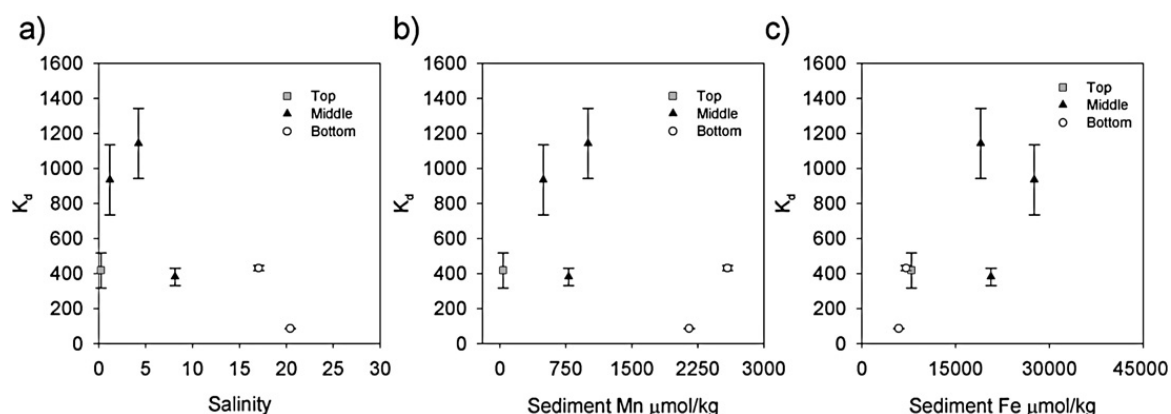 a)
1600
1400
1200
1000
800
600
400
200
0
Kd
Top
Middle
Bottom
0 5 10 15 20 25 30
Salinity
b)
1600
1400
1200
1000
800
600
400
200
0
Kd
Top
Middle
Bottom
0 750 1500 2250 3000
Sediment Mn μmol/kg
c)
1600
1400
1200
1000
800
600
400
200
0
Kd
Top
Middle
Bottom
0 15000 30000 45000
Sediment Fe μmol/kg